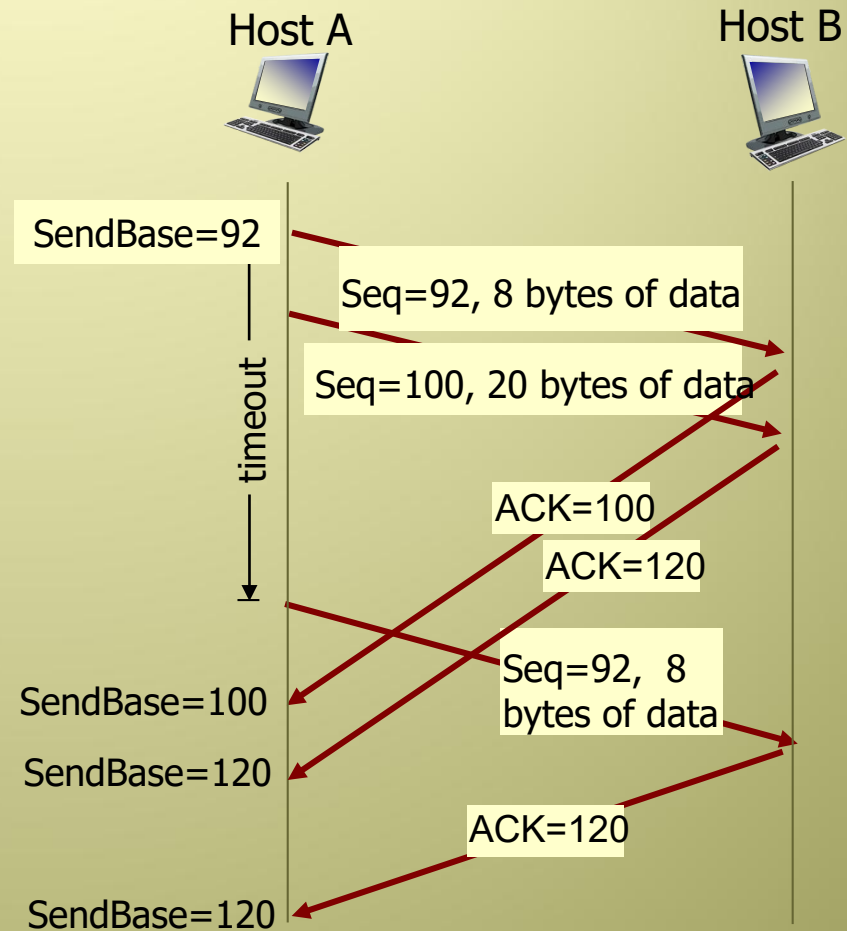 Host A
Host B
SendBase=92
Seq=92, 8 bytes of data
Seq=100, 20 bytes of data
timeout
ACK=100
ACK=120
Seq=92, 8
bytes of data
SendBase=100
SendBase=120
ACK=120
SendBase=120